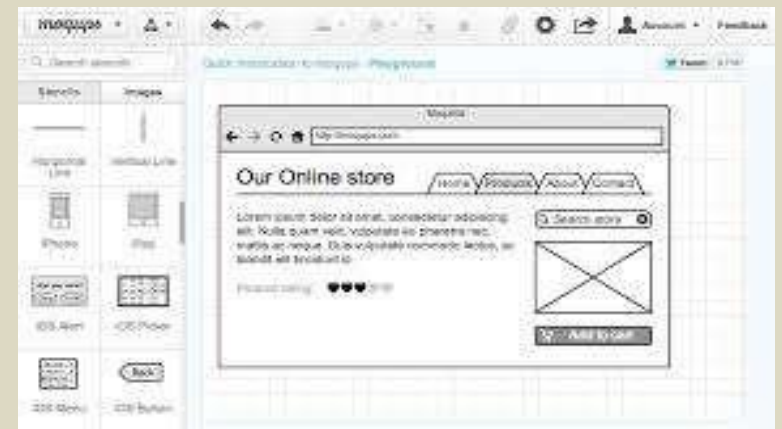 moqups
Account Feedback
Search stencils
Quick introduction to moqups Playground
Tweet
Stencils Images
Moqups
http://moqups.com
Horizontal Line
Vertical Line
Our Online store
Home Products About Contact
Lorem ipsum dolor sit amet, consectetur adipiscing
elit. Nulla quam velit, vulputate eu pharetra nec,
mattis ac neque. Duis vulputate commodo lectus, ac
blandit elit tincidunt id.
Search store
iPhone iPad
Product rating:
iOS Alert iOS Picker
Add to cart
Back
iOS Menu iOS Button